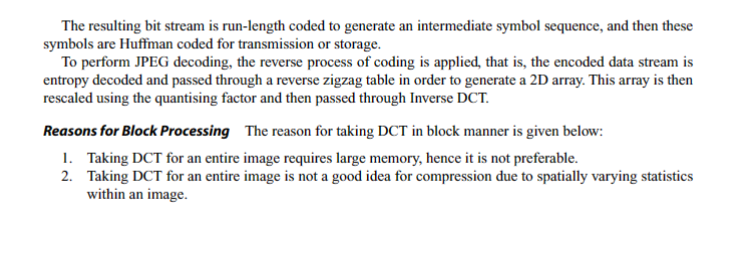 The resulting bit stream is run-length coded to generate an intermediate symbol sequence, and then these
symbols are Huffman coded for transmission or storage.
To perform JPEG decoding, the reverse process of coding is applied, that is, the encoded data stream is
entropy decoded and passed through a reverse zigzag table in order to generate a 2D array. This array is then
rescaled using the quantising factor and then passed through Inverse DCT.
Reasons for Block Processing The reason for taking DCT in block manner is given below:
1. Taking DCT for an entire image requires large memory, hence it is not preferable.
2. Taking DCT for an entire image is not a good idea for compression due to spatially varying statistics
within an image.